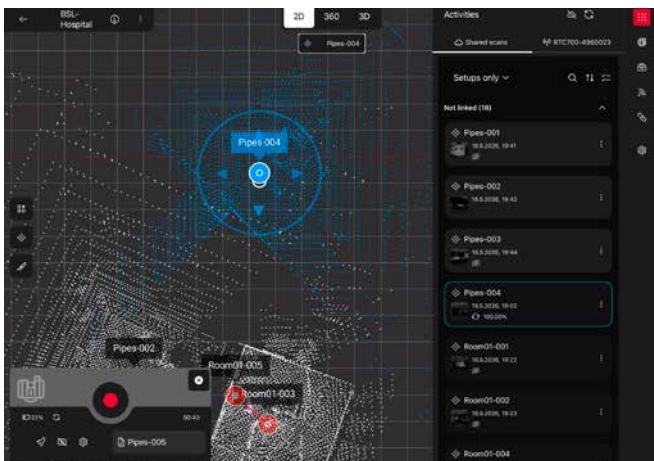 BSL-
Hospital
2D 360 3D
Pipes-004
Pipes-004
Pipes-002
Room01-005
Room01-003
22%
00:43
Pipes-005
Activities
Shared scans
RTC700-4960023
Setups only
Not linked (18)
Pipes-001
Pipes-002
Pipes-003
Pipes-004
100.00%
Room01-001
Room01-002
Room01-004